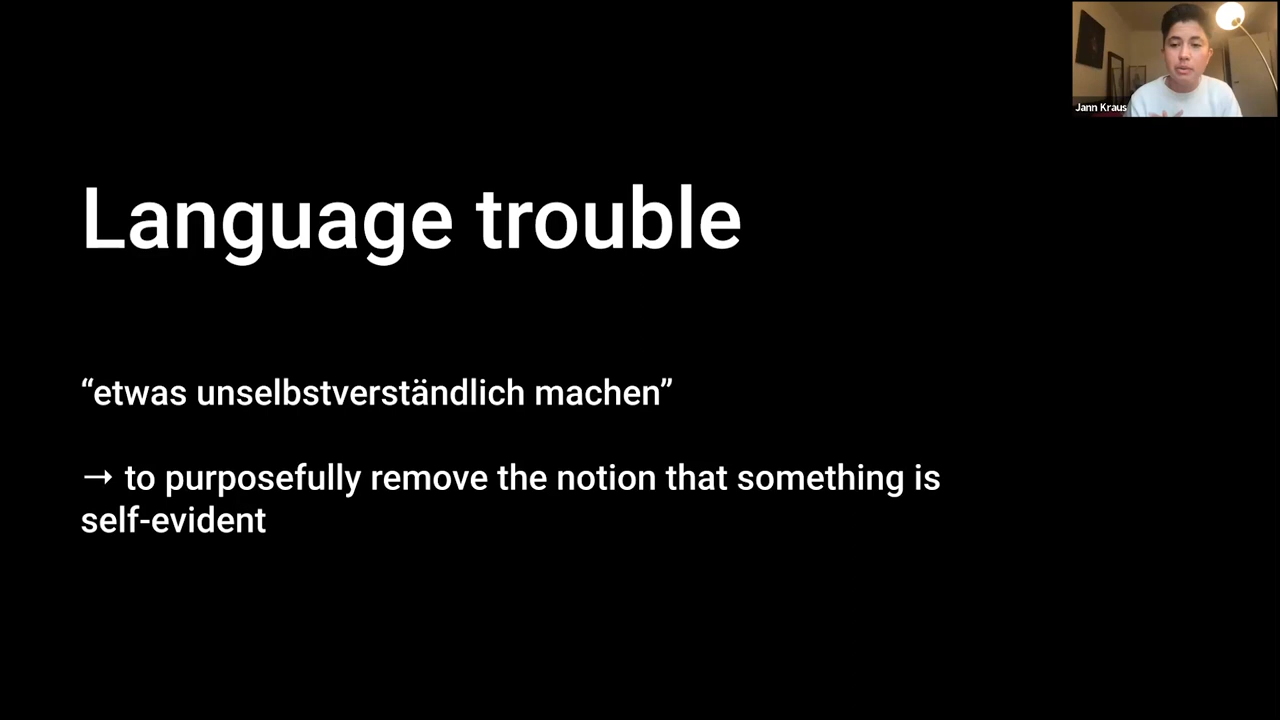 Jann Kraus
Language trouble
“etwas unselbstverständlich machen”
→ to purposefully remove the notion that something is
self-evident